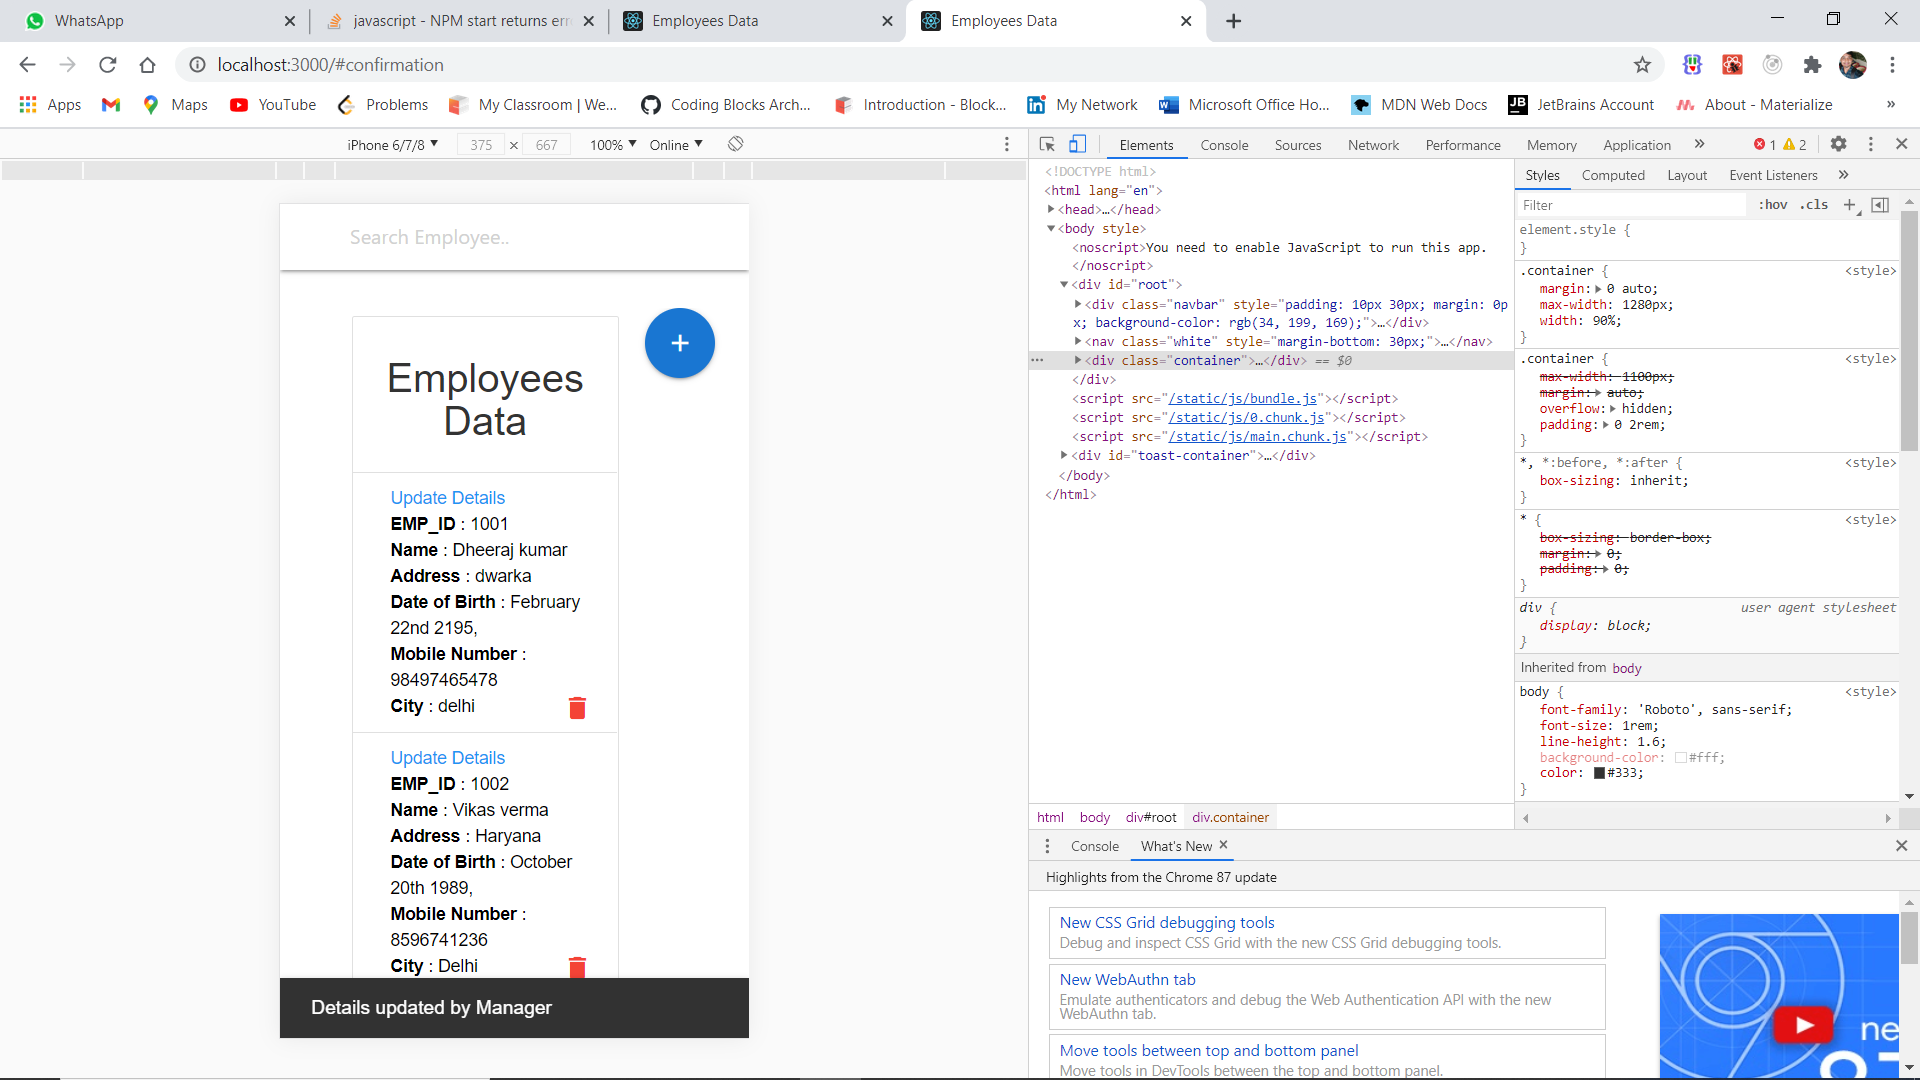 WhatsApp
javascript - NPM start returns err
Employees Data
Employees Data
localhost:3000/#confirmation
Apps
Maps
YouTube
Problems
My Classroom | We...
Coding Blocks Arch...
Introduction - Block...
My Network
Microsoft Office Ho...
MDN Web Docs
JetBrains Account
About - Materialize
»
iPhone 6/7/8 ▼ 375 × 667 100% ▼ Online ▼
Search Employee..
+
Employees
Data
Update Details
EMP_ID : 1001
Name : Dheeraj kumar
Address : dwarka
Date of Birth : February
22nd 2195,
Mobile Number :
98497465478
City : delhi
Update Details
EMP_ID : 1002
Name : Vikas verma
Address : Haryana
Date of Birth : October
20th 1989,
Mobile Number :
8596741236
City : Delhi
Details updated by Manager
Elements Console Sources Network Performance Memory Application » 1 2
<!DOCTYPE html>
<html lang="en">
<head>…</head>
<body style>
<noscript>You need to enable JavaScript to run this app.
</noscript>
<div id="root">
<div class="navbar" style="padding: 10px 30px; margin: 0p
x; background-color: rgb(34, 199, 169);">…</div>
<nav class="white" style="margin-bottom: 30px;">…</nav>
<div class="container">…</div> == $0
</div>
<script src="/static/js/bundle.js"></script>
<script src="/static/js/0.chunk.js"></script>
<script src="/static/js/main.chunk.js"></script>
<div id="toast-container">…</div>
</body>
</html>
html body div#root div.container
Styles Computed Layout Event Listeners »
Filter :hov .cls +
element.style {
}
.container { <style>
margin: 0 auto;
max-width: 1280px;
width: 90%;
}
.container { <style>
max-width: 1100px;
margin: auto;
overflow: hidden;
padding: 0 2rem;
}
*, *:before, *:after { <style>
box-sizing: inherit;
}
* { <style>
box-sizing: border-box;
margin: 0;
padding: 0;
}
div { user agent stylesheet
display: block;
}
Inherited from body
body { <style>
font-family: 'Roboto', sans-serif;
font-size: 1rem;
line-height: 1.6;
background-color: #fff;
color: #333;
}
Console What's New ×
Highlights from the Chrome 87 update
New CSS Grid debugging tools
Debug and inspect CSS Grid with the new CSS Grid debugging tools.
New WebAuthn tab
Emulate authenticators and debug the Web Authentication API with the new
WebAuthn tab.
Move tools between top and bottom panel
Move tools in DevTools between the top and bottom panel.
ne